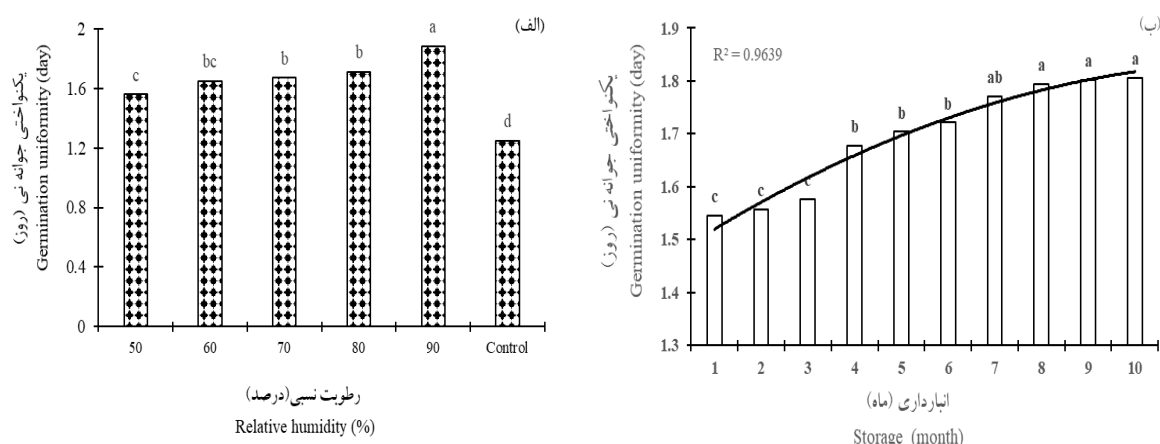 (الف)
یکنواختی جوانه نی (روز)
Germination uniformity (day)
2
1.6
1.2
0.8
0.4
0
c
bc
b
b
a
d
50
60
70
80
90
Control
رطوبت نسبی(درصد)
Relative humidity (%)
(ب)
یکنواختی جوانه نی (روز)
Germination uniformity (day)
R² = 0.9639
1.9
1.8
1.7
1.6
1.5
1.4
1.3
c
c
c
b
b
b
ab
a
a
a
1
2
3
4
5
6
7
8
9
10
انبارداری (ماه)
Storage (month)